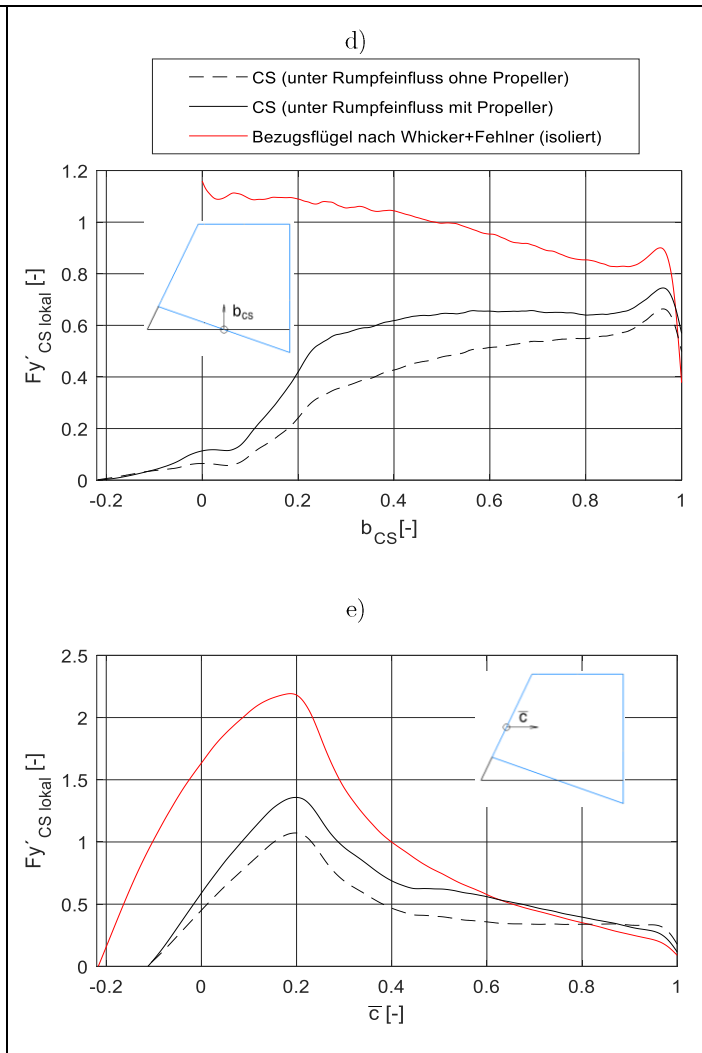 d)
CS (unter Rumpfeinfluss ohne Propeller)
CS (unter Rumpfeinfluss mit Propeller)
Bezugsflügel nach Whicker+Fehlner (isoliert)
1.2
1
0.8
0.6
0.4
0.2
0
Fy´CS lokal [-]
bcs
-0.2 0 0.2 0.4 0.6 0.8 1
bCS[-]
e)
2.5
2
1.5
1
0.5
0
Fy´CS lokal [-]
c̅
-0.2 0 0.2 0.4 0.6 0.8 1
c̅ [-]